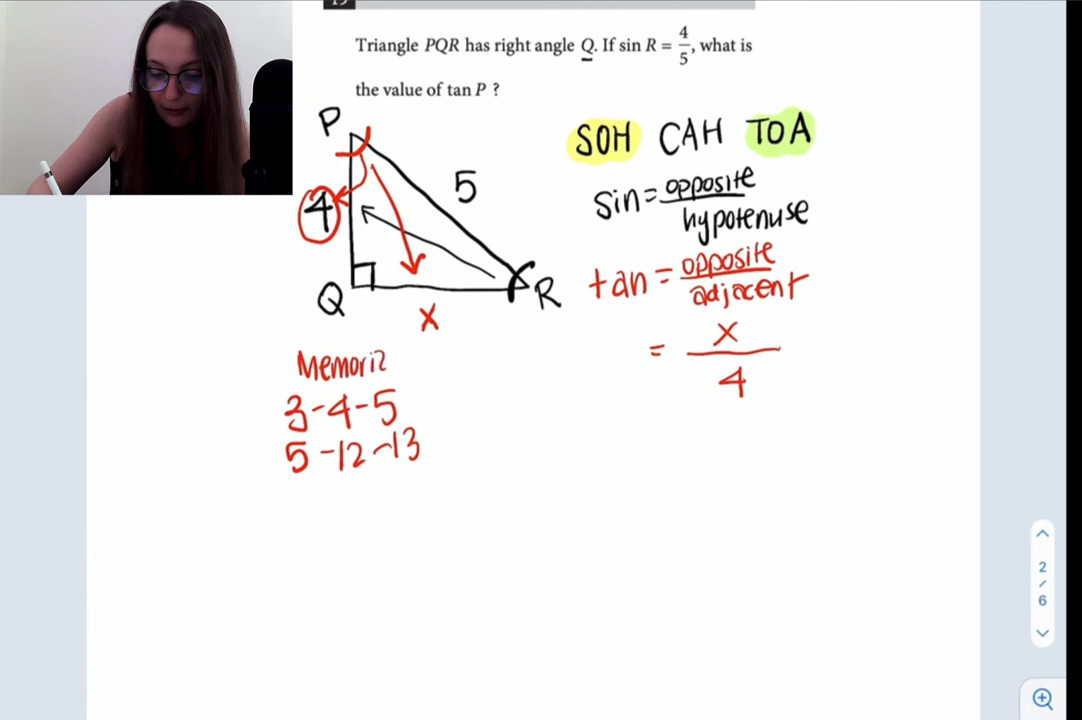 Triangle PQR has right angle Q. If sin R = 4/5, what is
the value of tan P ?
P
4
5
Q
R
x
SOH CAH TOA
sin = opposite/hypotenuse
tan = opposite/adjacent
= x/4
Memoriz
3-4-5
5-12-13
2
/
6